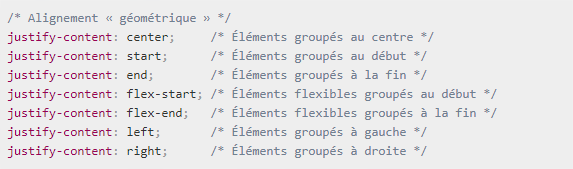 /* Alignement « géométrique » */
justify-content: center;     /* Éléments groupés au centre */
justify-content: start;      /* Éléments groupés au début */
justify-content: end;        /* Éléments groupés à la fin */
justify-content: flex-start; /* Éléments flexibles groupés au début */
justify-content: flex-end;   /* Éléments flexibles groupés à la fin */
justify-content: left;       /* Éléments groupés à gauche */
justify-content: right;      /* Éléments groupés à droite */